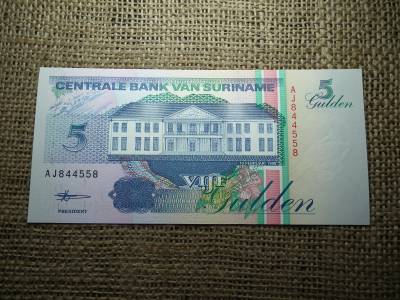 CENTRALE BANK VAN SURINAME
5
Gulden
5
AJ844558
AJ844558
PRESIDENT
VIJF
Gulden